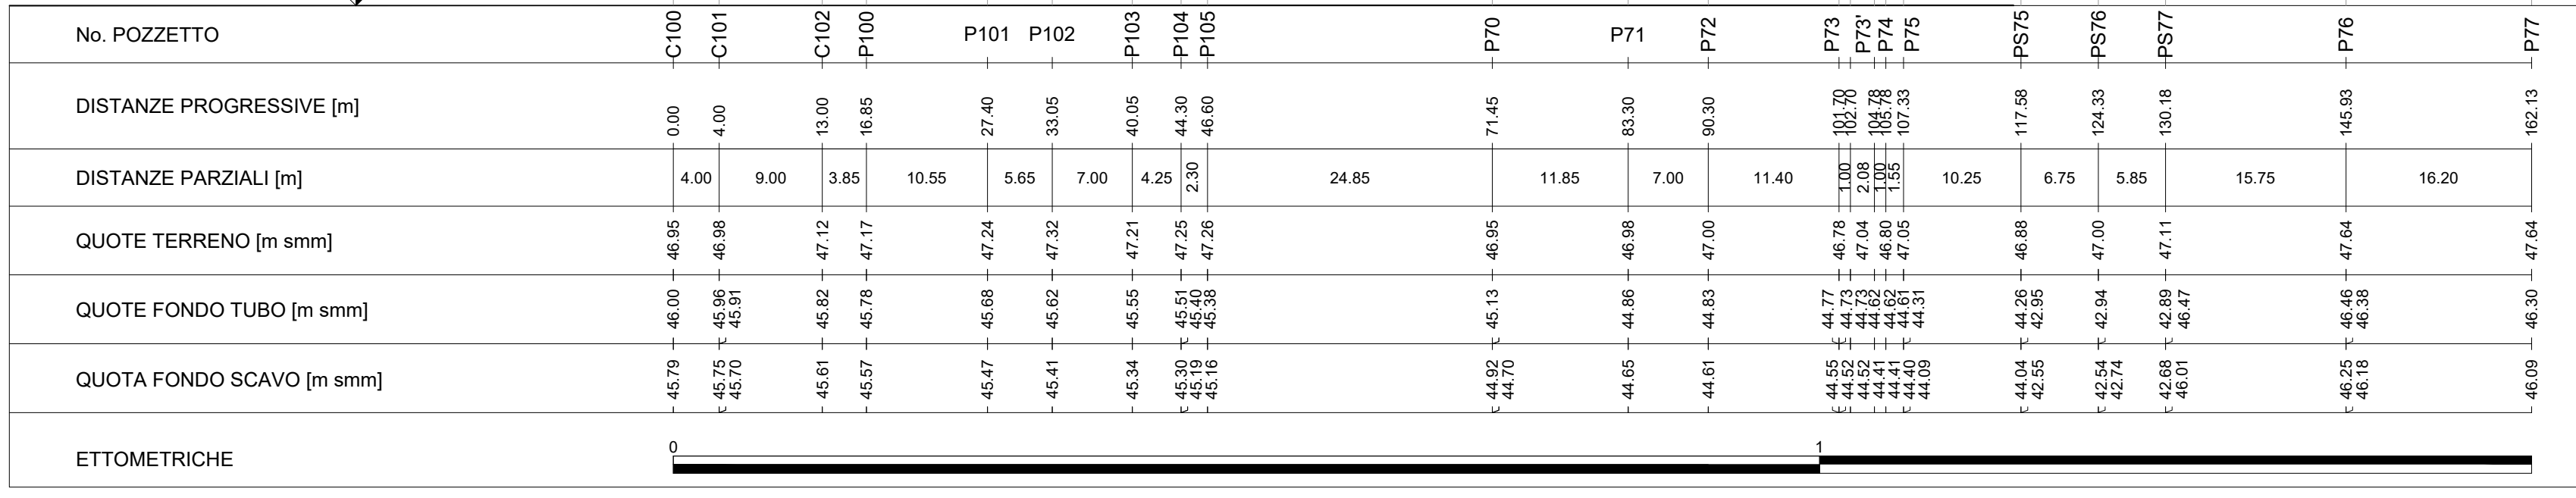 No. POZZETTO C100 C101 C102 P100 P101 P102 P103 P104 P105 P70 P71 P72 P73 P73' P74 P75 PS75 PS76 PS77 P76 P77
DISTANZE PROGRESSIVE [m] 0.00 4.00 13.00 16.85 27.40 33.05 40.05 44.30 46.60 71.45 83.30 90.30 101.70 102.70 104.78 105.78 107.33 117.58 124.33 130.18 145.93 162.13
DISTANZE PARZIALI [m] 4.00 9.00 3.85 10.55 5.65 7.00 4.25 2.30 24.85 11.85 7.00 11.40 1.00 2.08 1.00 1.55 10.25 6.75 5.85 15.75 16.20
QUOTE TERRENO [m smm] 46.95 46.98 47.12 47.17 47.24 47.32 47.21 47.25 47.26 46.95 46.98 47.00 46.78 47.04 46.80 47.05 46.88 47.00 47.11 47.64 47.64
QUOTE FONDO TUBO [m smm] 46.00 45.96 45.91 45.82 45.78 45.68 45.62 45.55 45.51 45.40 45.38 45.13 44.86 44.83 44.77 44.73 44.73 44.62 44.62 44.61 44.31 44.26 42.95 42.94 42.89 46.47 46.46 46.38 46.30
QUOTA FONDO SCAVO [m smm] 45.79 45.75 45.70 45.61 45.57 45.47 45.41 45.34 45.30 45.19 45.16 44.92 44.70 44.65 44.61 44.55 44.52 44.52 44.41 44.41 44.40 44.09 44.04 42.55 42.54 42.74 42.68 46.01 46.25 46.18 46.09
ETTOMETRICHE 0 1